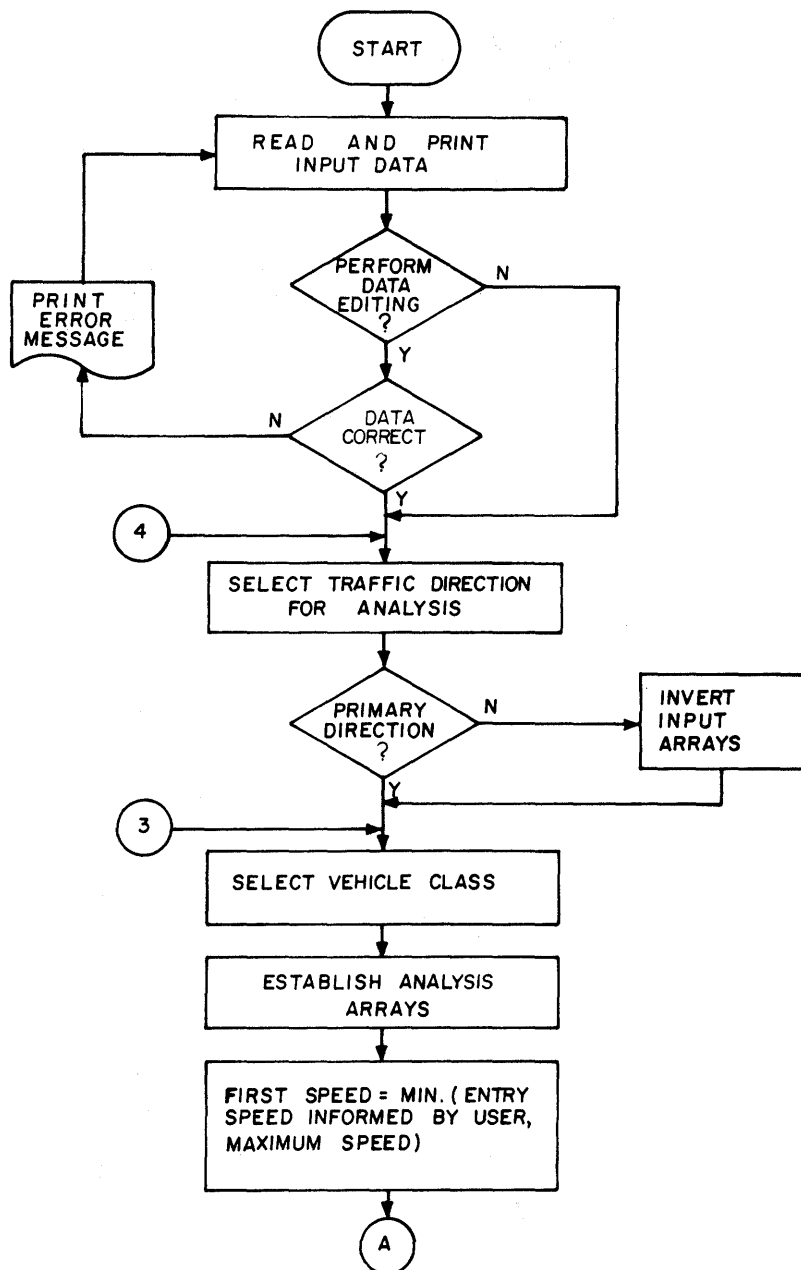 START
READ AND PRINT
INPUT DATA
PERFORM
DATA
EDITING
?
N
Y
PRINT
ERROR
MESSAGE
N
DATA
CORRECT
?
Y
4
SELECT TRAFFIC DIRECTION
FOR ANALYSIS
PRIMARY
DIRECTION
?
N
INVERT
INPUT
ARRAYS
Y
3
SELECT VEHICLE CLASS
ESTABLISH ANALYSIS
ARRAYS
FIRST SPEED = MIN. (ENTRY
SPEED INFORMED BY USER,
MAXIMUM SPEED)
A